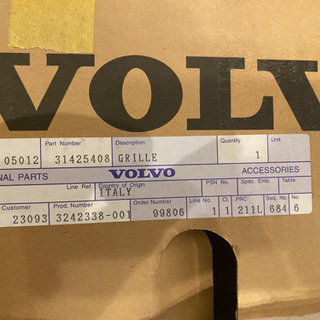 VOLV
Part Number Description Quantity Unit
05012 31425408 GRILLE 1
NAL PARTS VOLVO ACCESSORIES
Line Ref. Country of Origin PSN No. Spec. Emb. Table
ITALY
Customer Prod. Number Order Number Line No. C1. PRC Seq. No. No.
23093 3242338-001 99806 1 1 211L 684 6